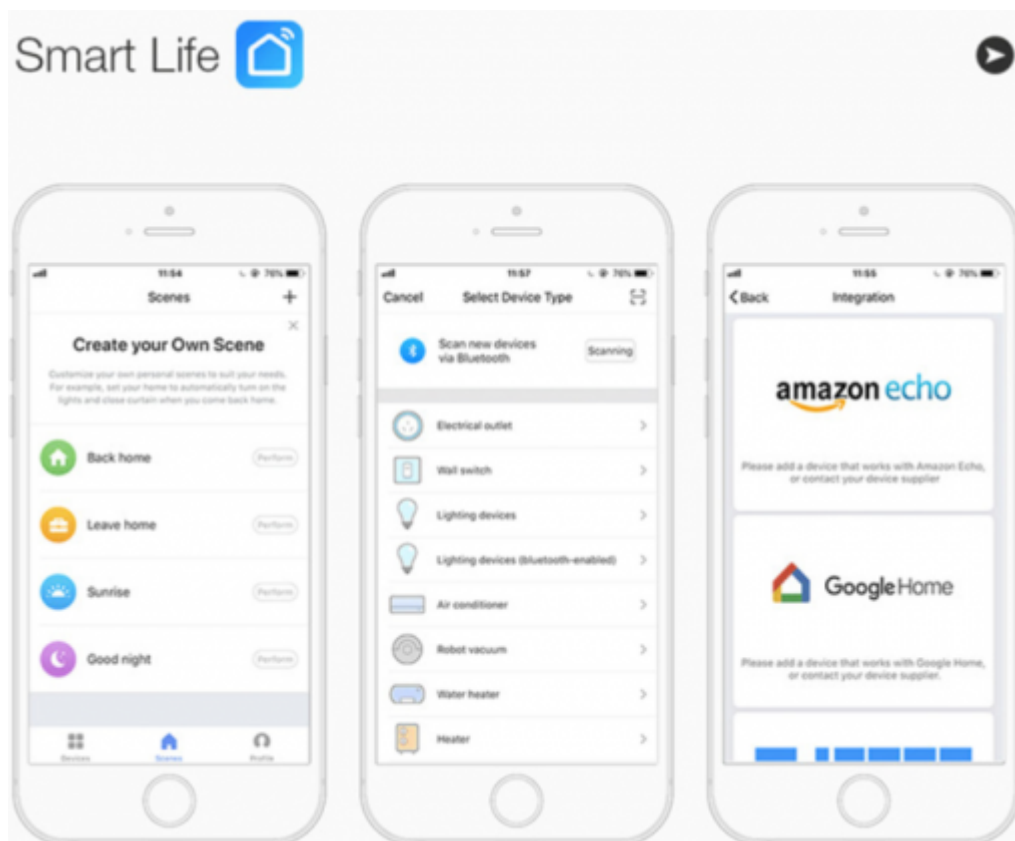 Smart Life
11:54
76%
Scenes
+
Create your Own Scene
Customize your own personal scenes to suit your needs.
For example, set your home to automatically turn on the
lights and close curtain when you come back home.
Back home
Perform
Leave home
Perform
Sunrise
Perform
Good night
Perform
Devices
Scenes
Profile
11:57
76%
Cancel
Select Device Type
Scan new devices
via Bluetooth
Scanning
Electrical outlet
Wall switch
Lighting devices
Lighting devices (bluetooth-enabled)
Air conditioner
Robot vacuum
Water heater
Heater
11:55
76%
Back
Integration
amazon echo
Please add a device that works with Amazon Echo,
or contact your device supplier
Google Home
Please add a device that works with Google Home,
or contact your device supplier.